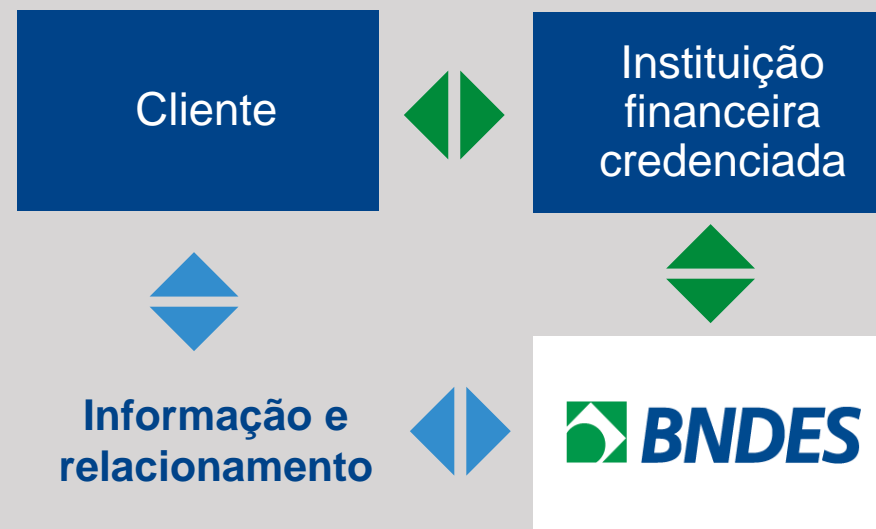 Cliente
Instituição
financeira
credenciada
Informação e
relacionamento
BNDES